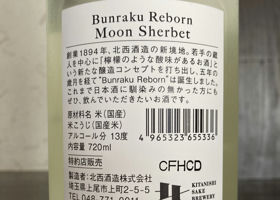 Bunraku Reborn
Moon Sherbet
創業1894年、北西酒造の新境地。若手の蔵
人を中心に「檸檬のような酸味があるお酒」と
いう新たな醸造コンセプトを打ち出し、五年の
歳月を経て"Bunraku Reborn"は誕生した。
これまで日本酒に馴染みの無かった方にも
ぜひ、飲んでいただきたいお酒です。
原材料名 米(国産)
米こうじ(国産米)
アルコール分 13度
内容量 720ml
4 965323 655336
特約店販売
CFHCD
製造者:北西酒造株式会社
埼玉県上尾市上町2-5-5
KITANISHI
SAKE
BREWERY